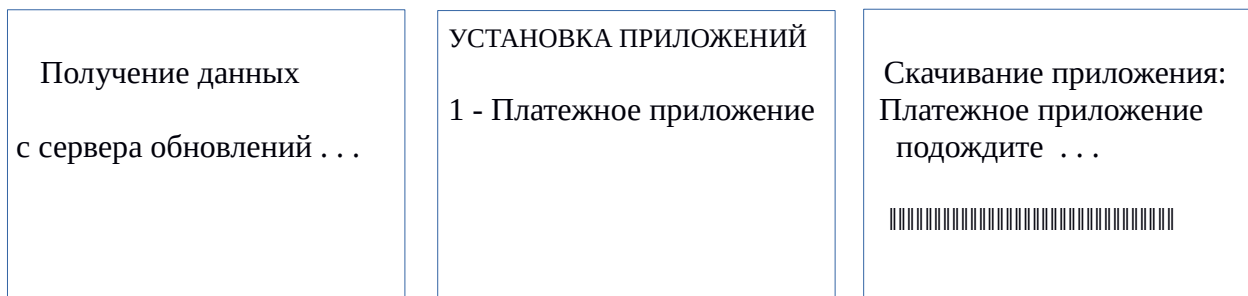 Получение данных
с сервера обновлений . . .
УСТАНОВКА ПРИЛОЖЕНИЙ
1 - Платежное приложение
Скачивание приложения:
Платежное приложение
подождите . . .